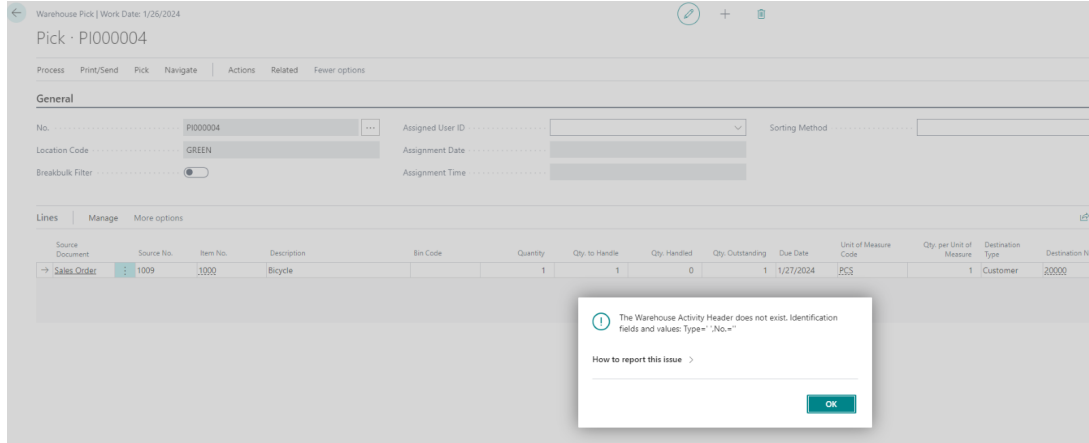 Warehouse Pick | Work Date: 1/26/2024
Pick · PI000004
Process Print/Send Pick Navigate Actions Related Fewer options
General
No. PI000004 Assigned User ID Sorting Method
Location Code GREEN Assignment Date
Breakbulk Filter Assignment Time
Lines Manage More options
Source Document Source No. Item No. Description Bin Code Quantity Qty. to Handle Qty. Handled Qty. Outstanding Due Date Unit of Measure Code Qty. per Unit of Measure Destination Type Destination N
Sales Order 1009 1000 Bicycle 1 1 0 1 1/27/2024 PCS 1 Customer 20000
The Warehouse Activity Header does not exist. Identification
fields and values: Type=' ',No.=''
How to report this issue
OK